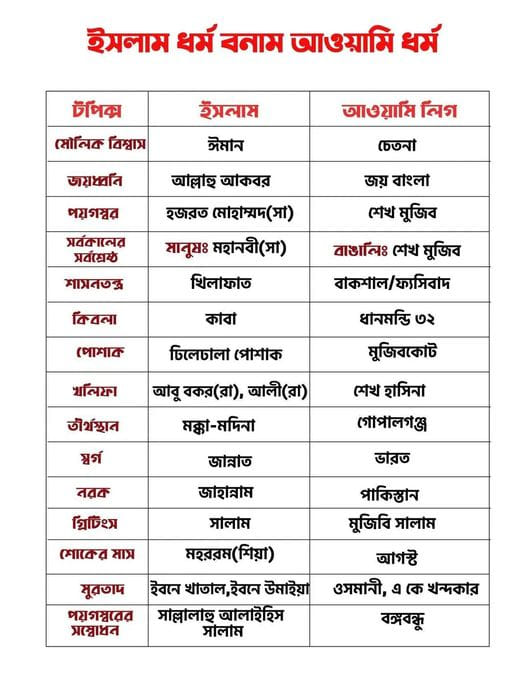 ইসলাম ধর্ম বনাম আওয়ামি ধর্ম
টপিক্স ইসলাম আওয়ামি লিগ
মৌলিক বিশ্বাস ঈমান চেতনা
জয়ধ্বনি আল্লাহু আকবর জয় বাংলা
পয়গম্বর হজরত মোহাম্মদ(সা) শেখ মুজিব
সর্বকালের
সর্বশ্রেষ্ঠ মানুষঃ মহানবী(সা) বাঙালিঃ শেখ মুজিব
শাসনতন্ত্র খিলাফাত বাকশাল/ফ্যসিবাদ
কিবলা কাবা ধানমন্ডি ৩২
পোশাক ঢিলেঢালা পোশাক মুজিবকোট
খলিফা আবু বকর(রা), আলী(রা) শেখ হাসিনা
তীর্থস্থান মক্কা-মদিনা গোপালগঞ্জ
স্বর্গ জান্নাত ভারত
নরক জাহান্নাম পাকিস্তান
গ্রিটিংস সালাম মুজিবি সালাম
শোকের মাস মহররম(শিয়া) আগস্ট
মুরতাদ ইবনে খাতাল,ইবনে উমাইয়া ওসমানী, এ কে খন্দকার
পয়গম্বরের
সম্বোধন সাল্লালাহু আলাইহিস
সালাম বঙ্গবন্ধু